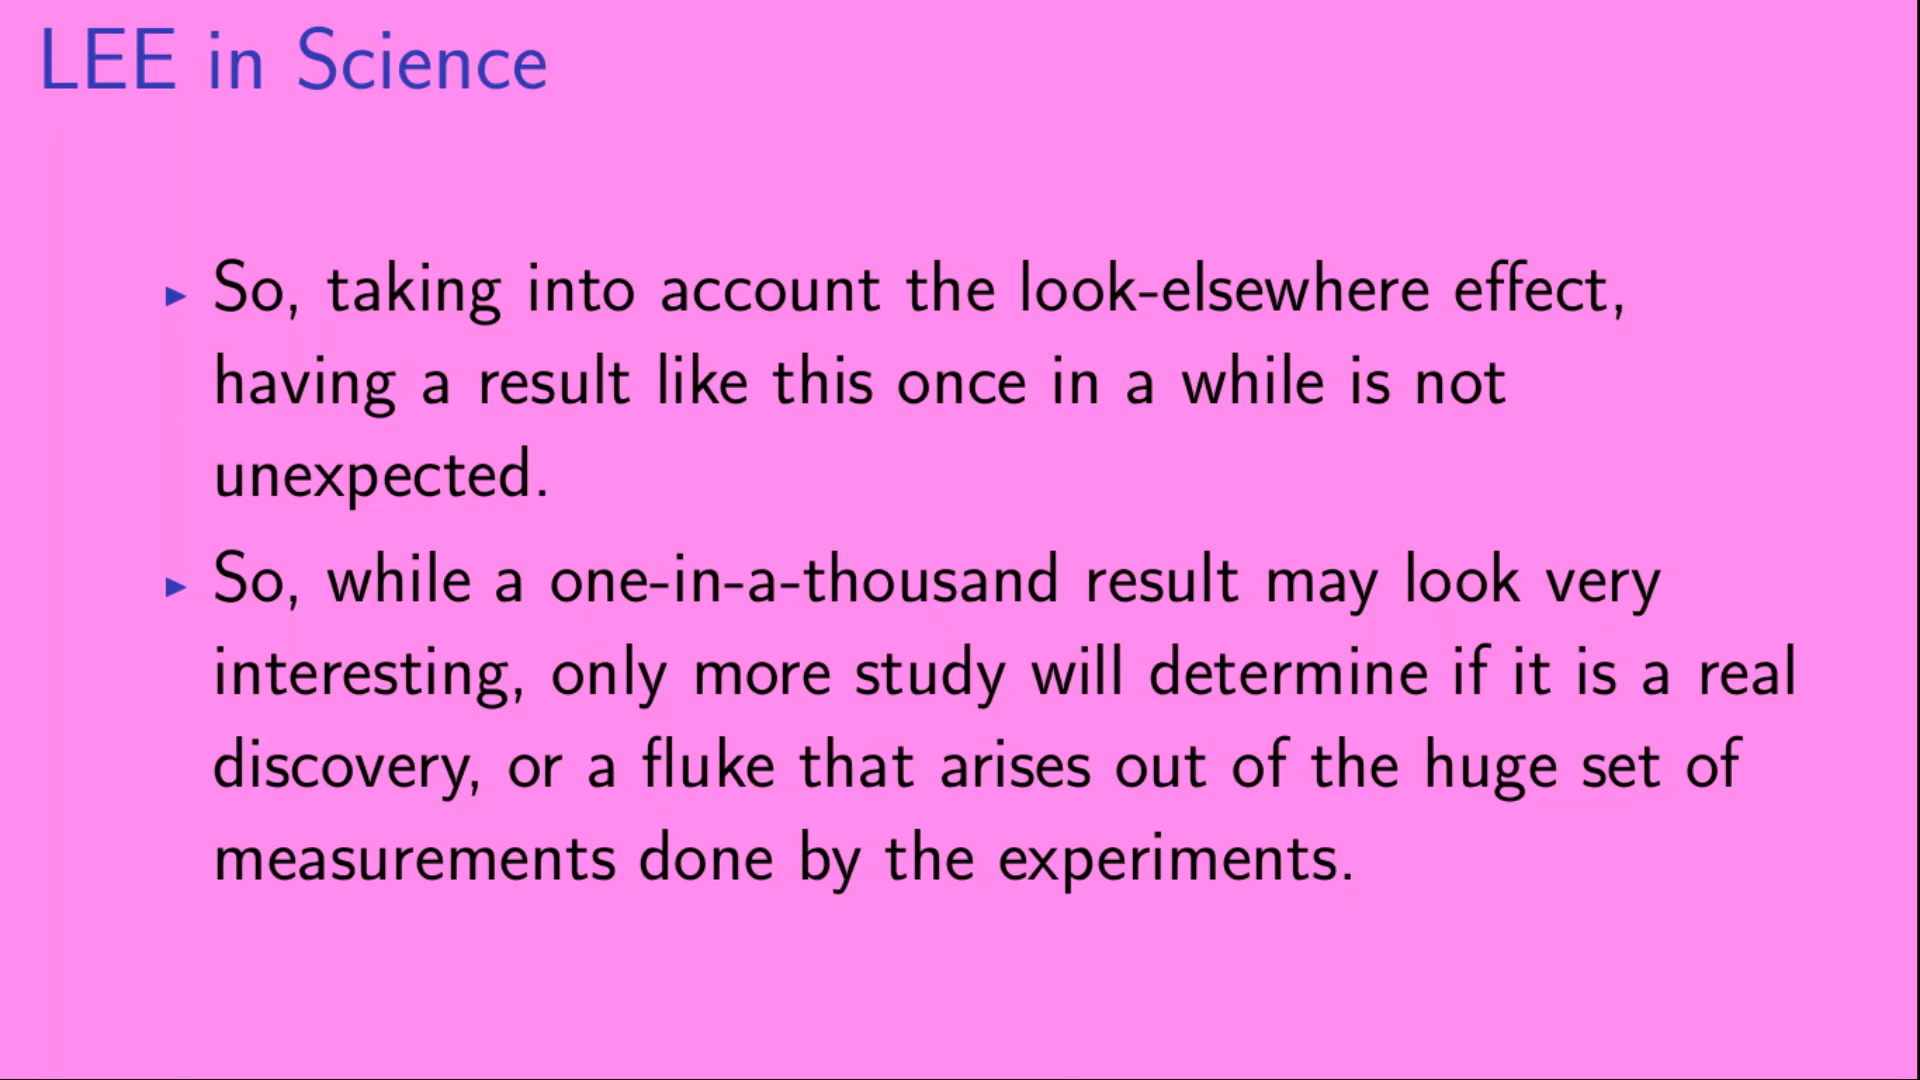 LEE in Science
▸ So, taking into account the look-elsewhere effect,
having a result like this once in a while is not
unexpected.
▸ So, while a one-in-a-thousand result may look very
interesting, only more study will determine if it is a real
discovery, or a fluke that arises out of the huge set of
measurements done by the experiments.